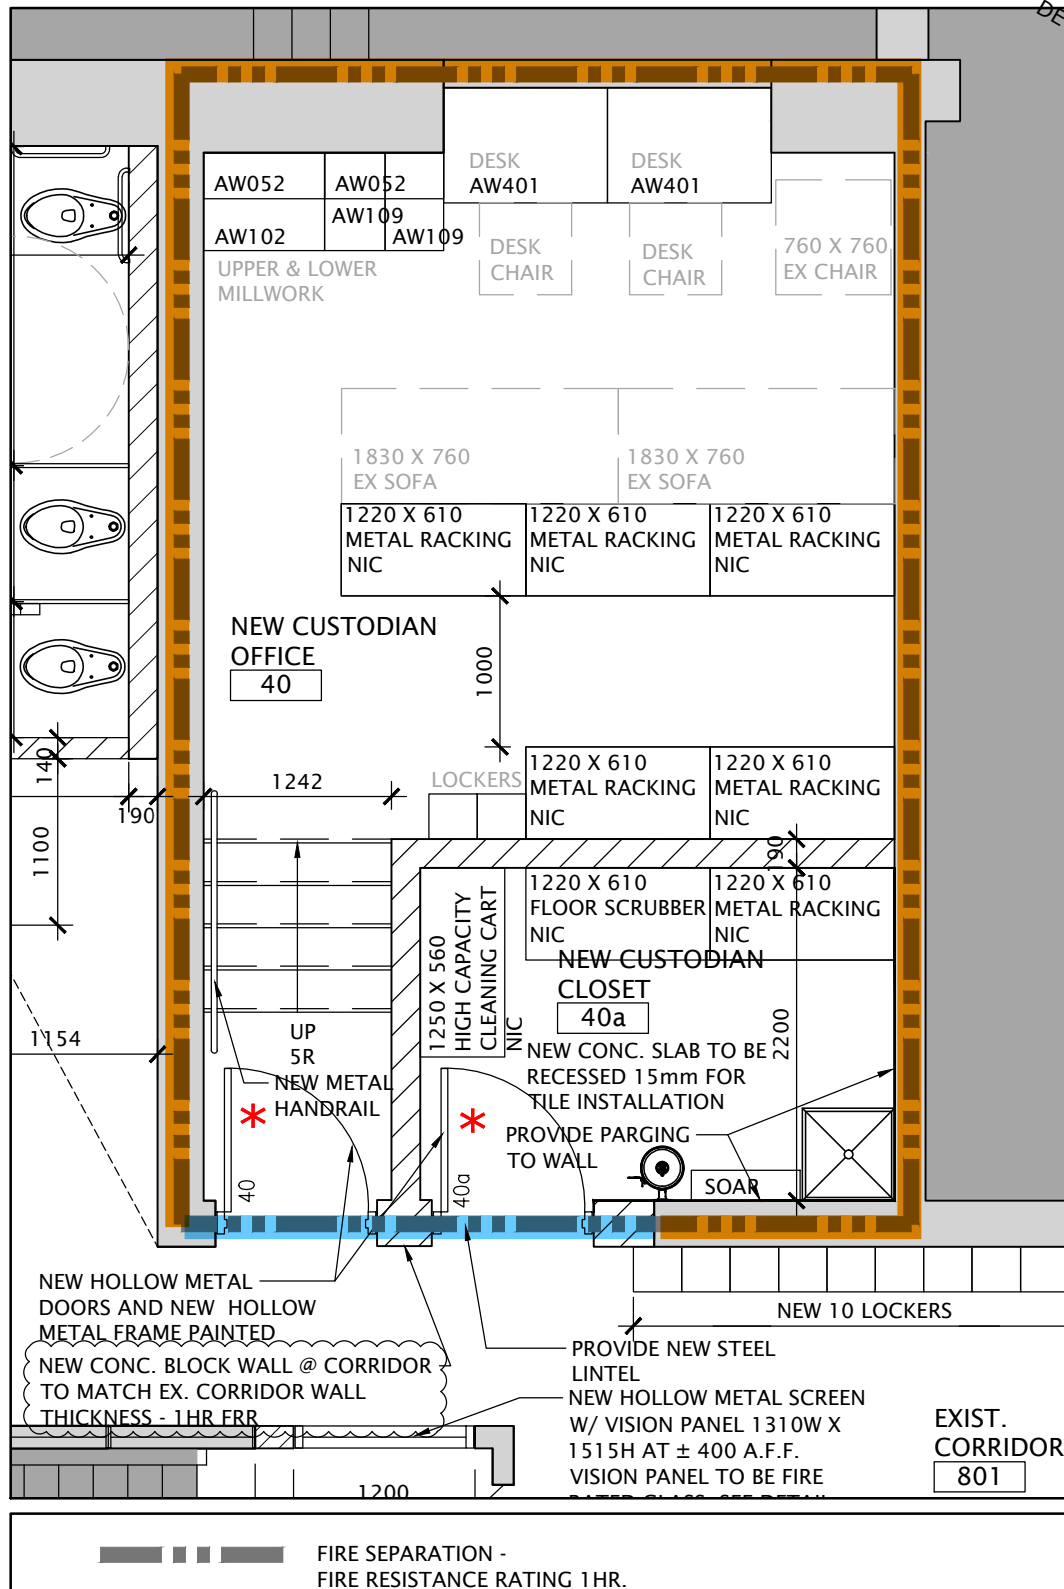 DE
AW052
AW052
AW102
AW109
AW109
UPPER & LOWER
MILLWORK
DESK
AW401
DESK
AW401
DESK
CHAIR
DESK
CHAIR
760 X 760
EX CHAIR
1830 X 760
EX SOFA
1830 X 760
EX SOFA
1220 X 610
METAL RACKING
NIC
1220 X 610
METAL RACKING
NIC
1220 X 610
METAL RACKING
NIC
NEW CUSTODIAN
OFFICE
40
1000
140
190
1100
1242
LOCKERS
1220 X 610
METAL RACKING
NIC
1220 X 610
METAL RACKING
NIC
190
1220 X 610
FLOOR SCRUBBER
NIC
1220 X 610
METAL RACKING
NIC
1250 X 560
HIGH CAPACITY
CLEANING CART
NIC
NEW CUSTODIAN
CLOSET
40a
2200
1154
UP
5R
NEW METAL
HANDRAIL
NEW CONC. SLAB TO BE
RECESSED 15mm FOR
TILE INSTALLATION
PROVIDE PARGING
TO WALL
SOAP
*
*
40
40a
NEW HOLLOW METAL
DOORS AND NEW HOLLOW
METAL FRAME PAINTED
NEW CONC. BLOCK WALL @ CORRIDOR
TO MATCH EX. CORRIDOR WALL
THICKNESS - 1HR FRR
NEW 10 LOCKERS
PROVIDE NEW STEEL
LINTEL
NEW HOLLOW METAL SCREEN
W/ VISION PANEL 1310W X
1515H AT ± 400 A.F.F.
VISION PANEL TO BE FIRE
RATED GLASS, SEE DETAIL
EXIST.
CORRIDOR
801
1200
FIRE SEPARATION -
FIRE RESISTANCE RATING 1HR.